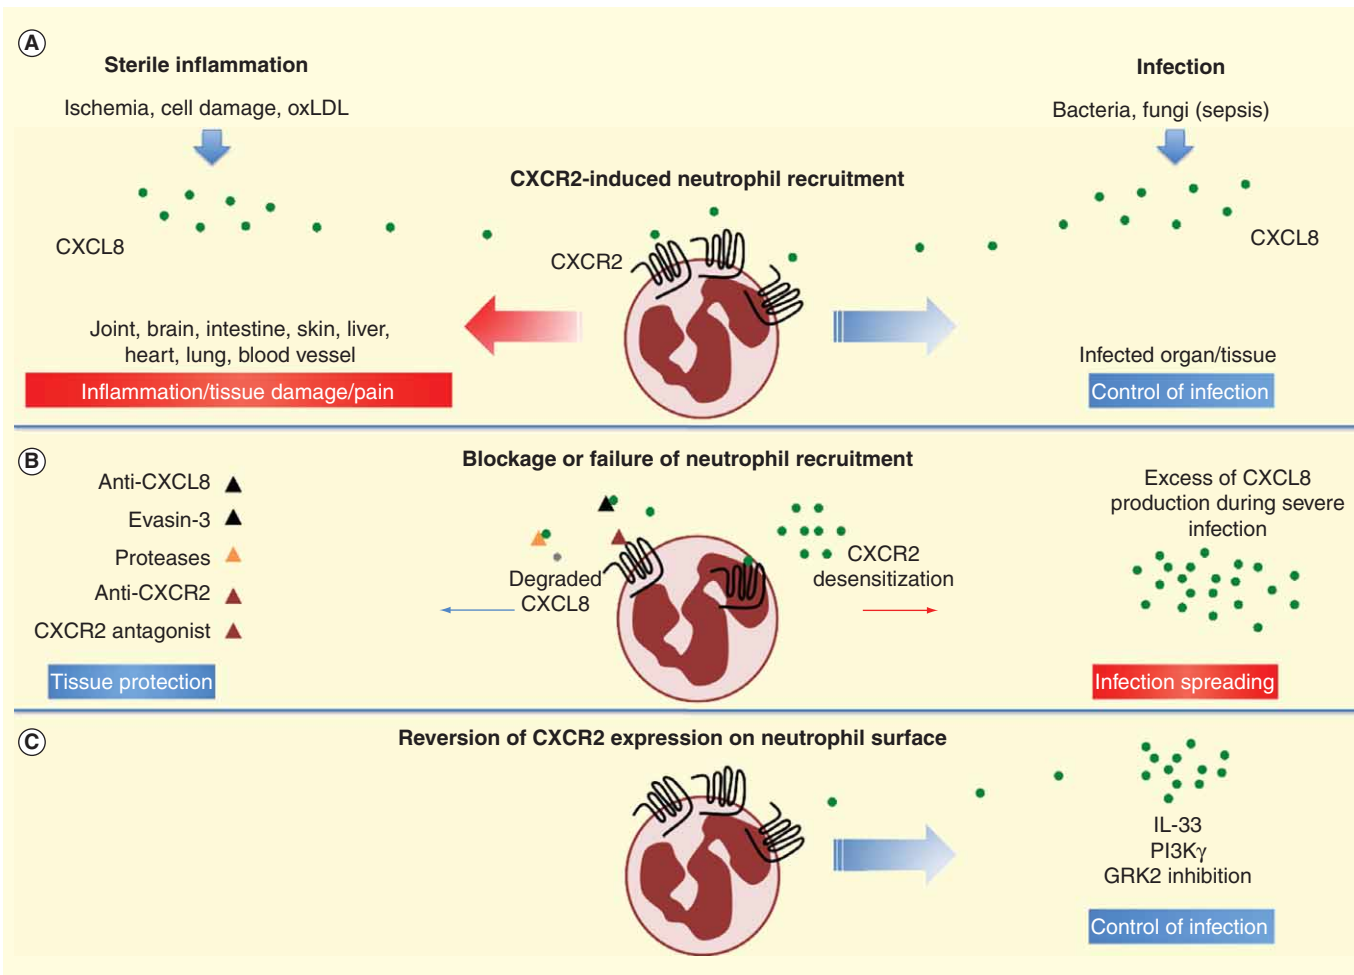 A
Sterile inflammation
Ischemia, cell damage, oxLDL
Infection
Bacteria, fungi (sepsis)
CXCR2-induced neutrophil recruitment
CXCL8
CXCR2
CXCL8
Joint, brain, intestine, skin, liver,
heart, lung, blood vessel
Inflammation/tissue damage/pain
Infected organ/tissue
Control of infection
B
Blockage or failure of neutrophil recruitment
Anti-CXCL8
Evasin-3
Proteases
Anti-CXCR2
CXCR2 antagonist
Tissue protection
Degraded
CXCL8
CXCR2
desensitization
Excess of CXCL8
production during severe
infection
Infection spreading
C
Reversion of CXCR2 expression on neutrophil surface
IL-33
PI3Kγ
GRK2 inhibition
Control of infection